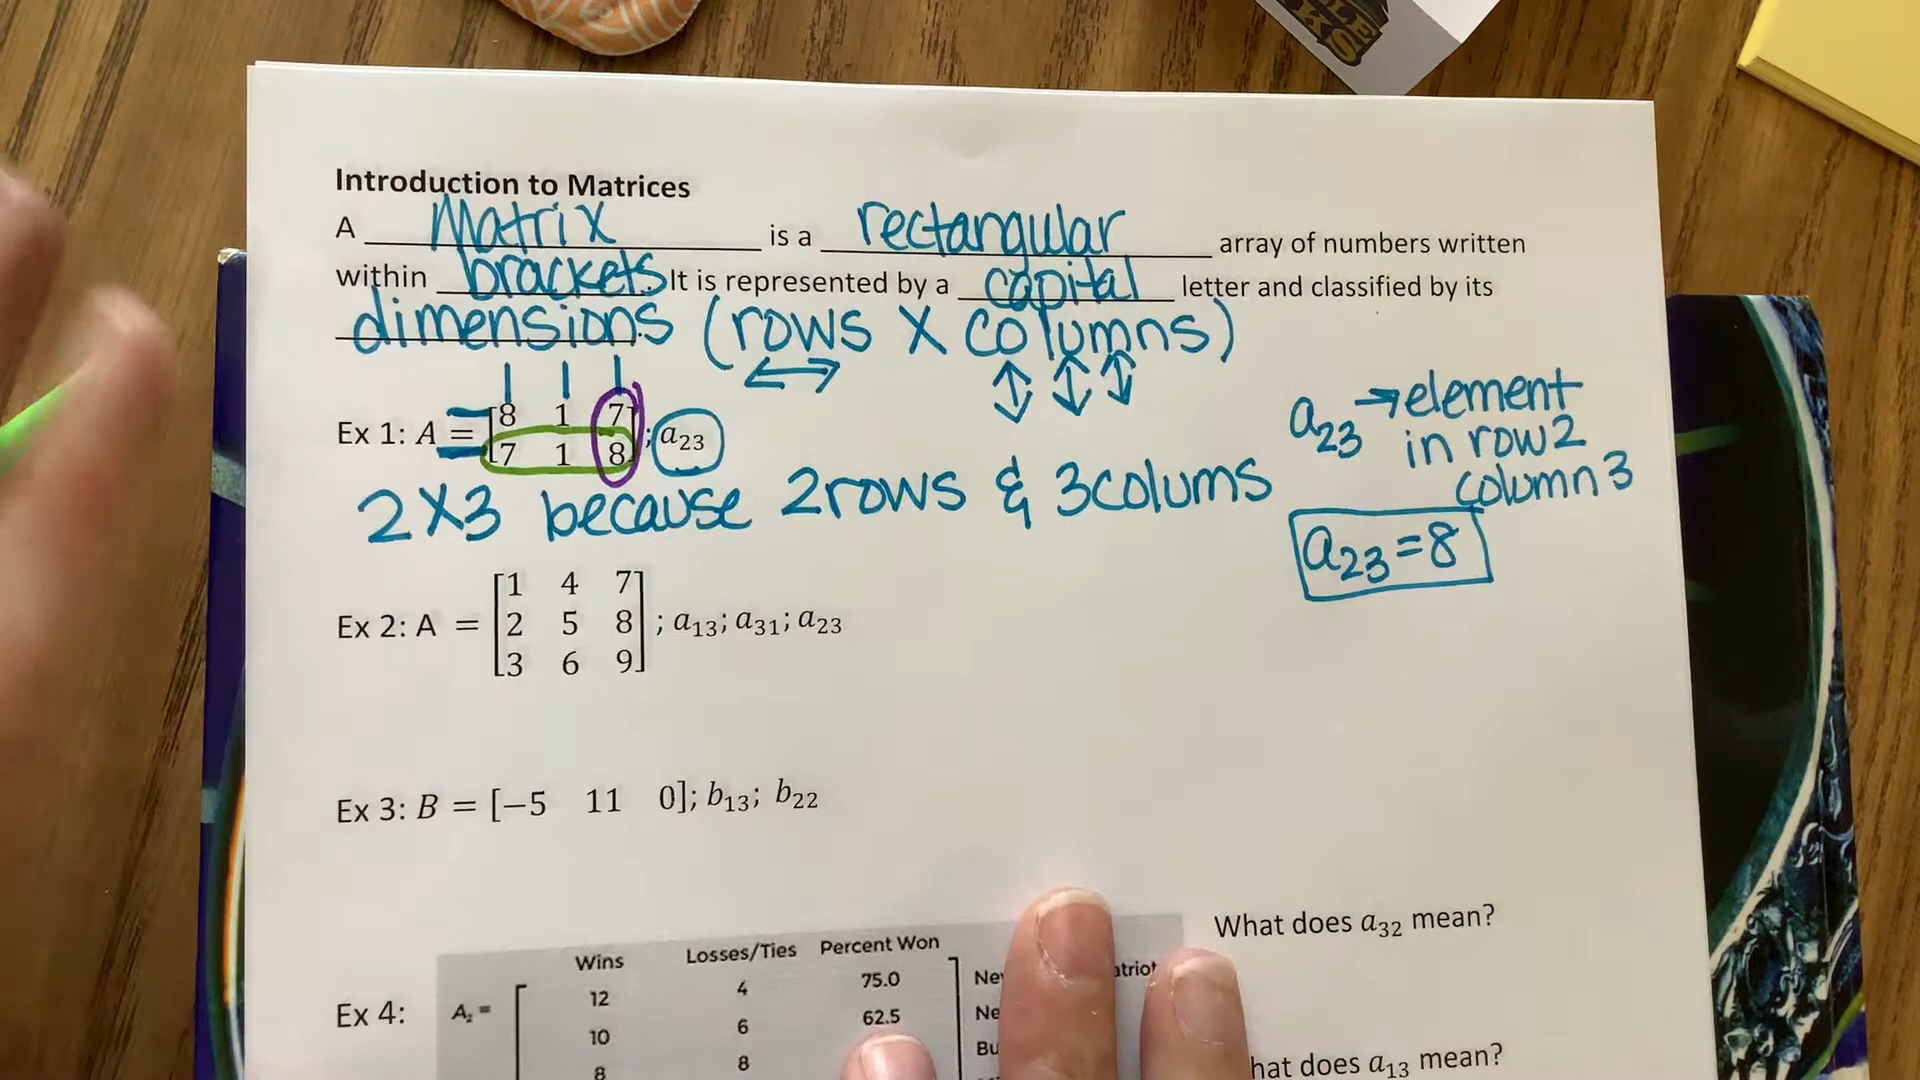 Introduction to Matrices
A Matrix is a rectangular array of numbers written
within brackets. It is represented by a capital letter and classified by its
dimensions (rows X columns)
Ex 1: A = [8 1 7
7 1 8]; a23
a23 → element
in row 2
column 3
2X3 because 2rows & 3colums
a23 = 8
Ex 2: A = [1 4 7
2 5 8
3 6 9]; a13; a31; a23
Ex 3: B = [−5 11 0]; b13; b22
What does a32 mean?
Wins Losses/Ties Percent Won
Ex 4: A2 = [12 4 75.0
10 6 62.5
8 8
What does a13 mean?